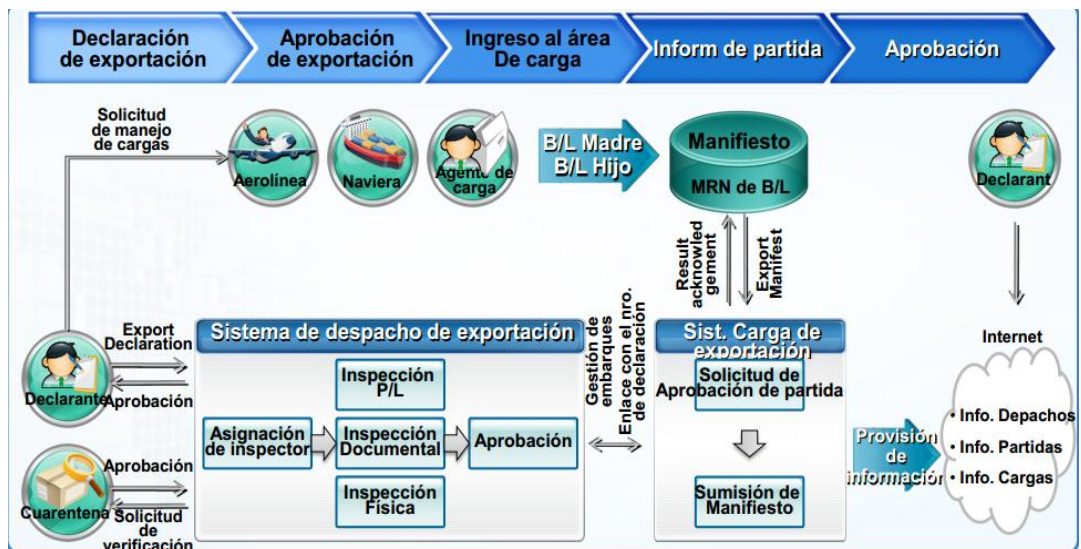 Declaración
de exportación
Aprobación
de exportación
Ingreso al área
De carga
Inform de partida
Aprobación
Solicitud
de manejo
de cargas
Aerolínea
Naviera
Agente de
carga
B/L Madre
B/L Hijo
Manifiesto
MRN de B/L
Declarant
Result
acknowled
gement
Export
Manifest
Export
Declaration
Declarante
Aprobación
Aprobación
Cuarentena
Solicitud
de
verificación
Sistema de despacho de exportación
Inspección
P/L
Asignación
de inspector
Inspección
Documental
Aprobación
Inspección
Física
Gestión de
embarques
Enlace con el nro.
de declaración
Sist. Carga de
exportación
Solicitud de
Aprobación de partida
Sumisión de
Manifiesto
Provisión
de
información
Internet
• Info. Depachos
• Info. Partidas
• Info. Cargas